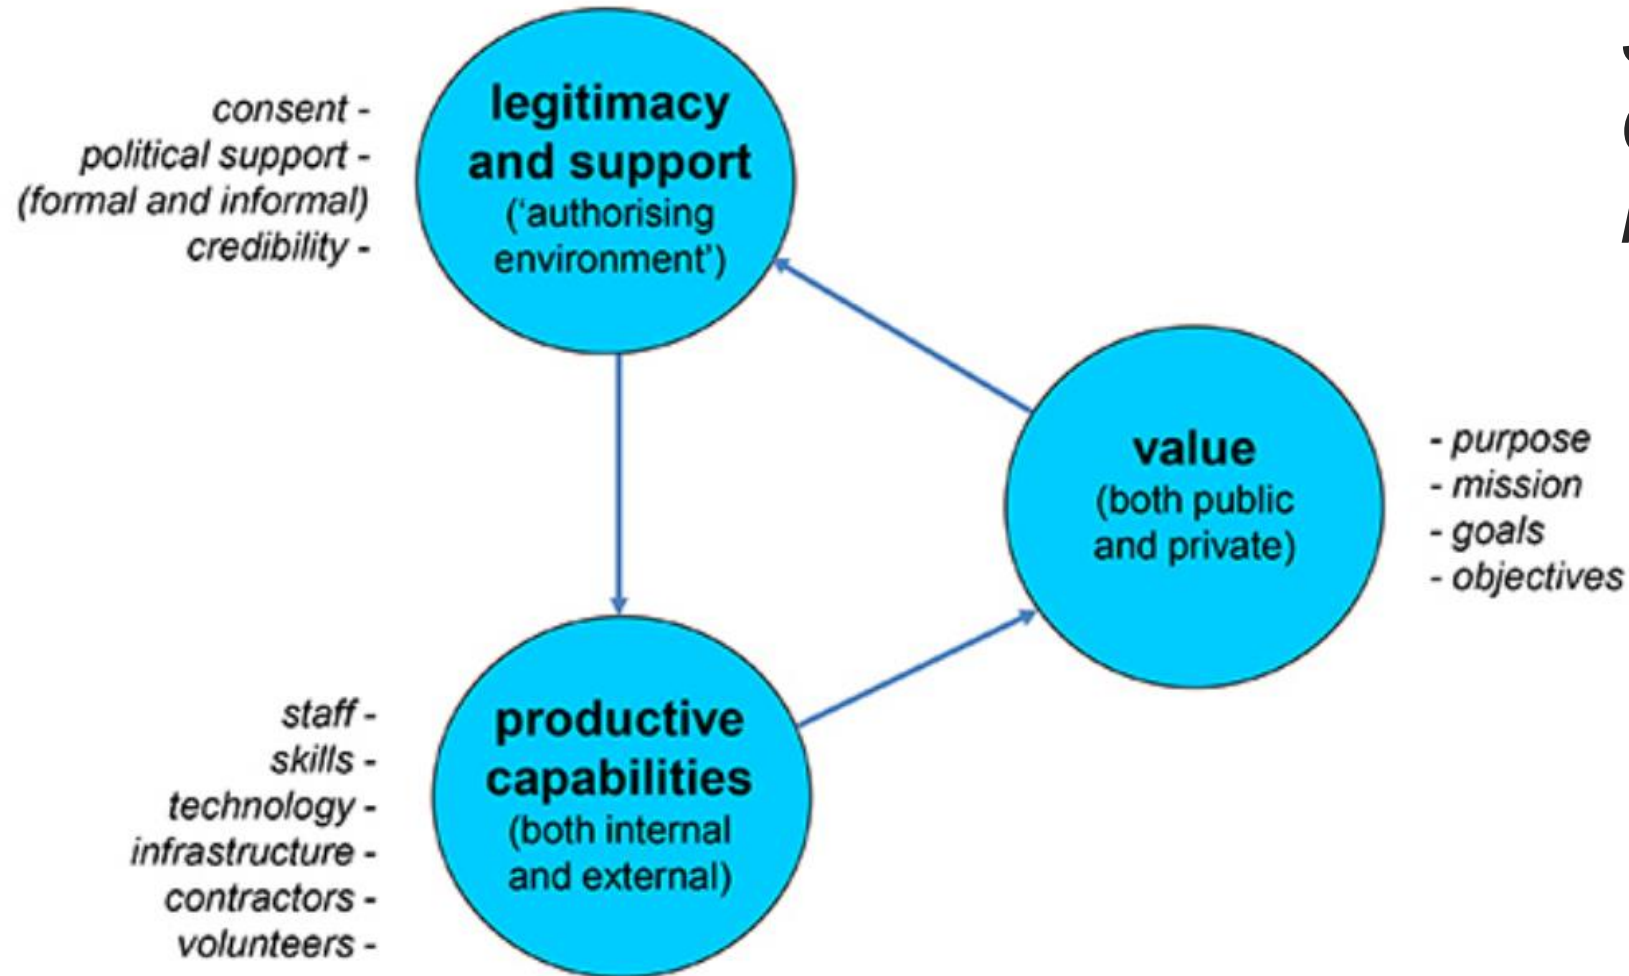 consent -
political support -
(formal and informal)
credibility -
legitimacy
and support
(‘authorising
environment’)
value
(both public
and private)
- purpose
- mission
- goals
- objectives
staff -
skills -
technology -
infrastructure -
contractors -
volunteers -
productive
capabilities
(both internal
and external)